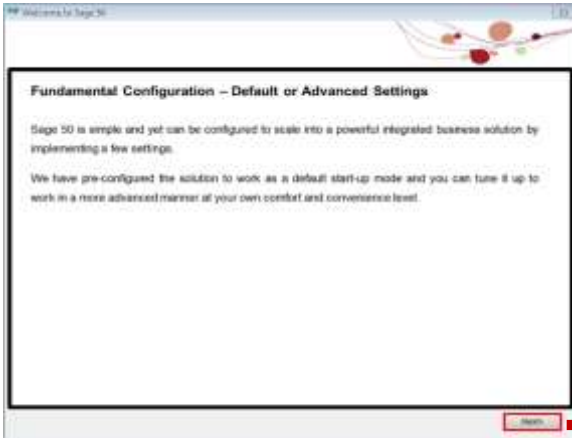 Welcome to Sage 50
Fundamental Configuration – Default or Advanced Settings
Sage 50 is simple and yet can be configured to scale into a powerful integrated business solution by
implementing a few settings.
We have pre-configured the solution to work as a default start-up mode and you can tune it up to
work in a more advanced manner at your own comfort and convenience level.
Next